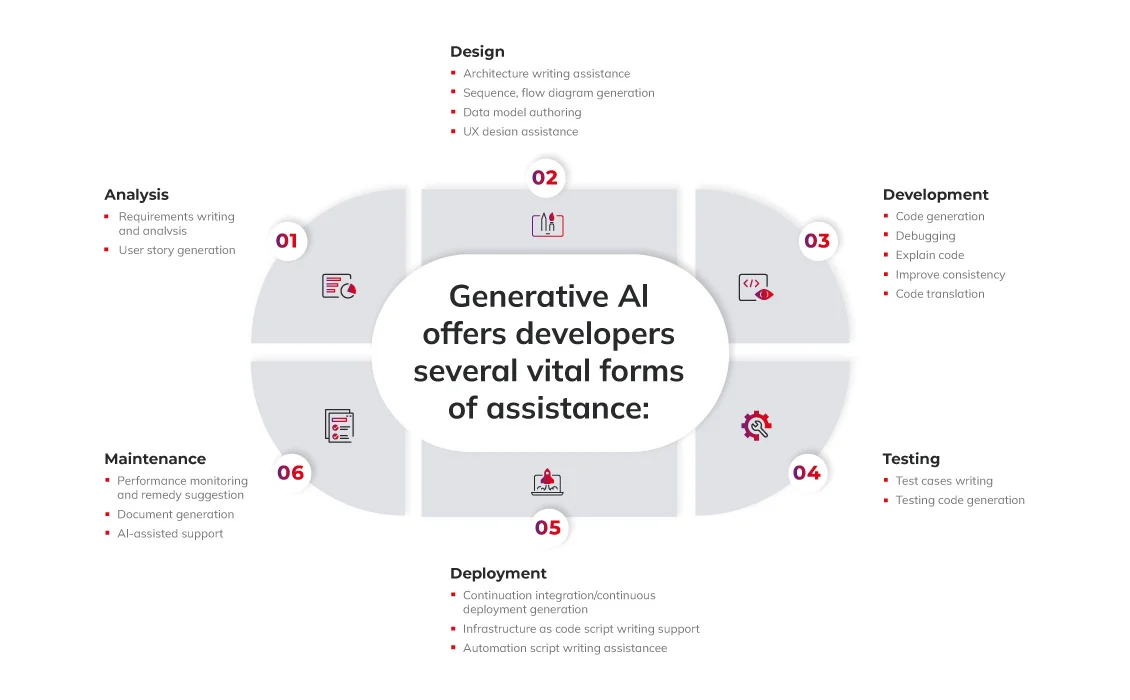 Generative AI
offers developers
several vital forms
of assistance:
01
Analysis
Requirements writing
and analysis
User story generation
02
Design
Architecture writing assistance
Sequence, flow diagram generation
Data model authoring
UX desian assistance
03
Development
Code generation
Debugging
Explain code
Improve consistency
Code translation
04
Testing
Test cases writing
Testing code generation
05
Deployment
Continuation integration/continuous
deployment generation
Infrastructure as code script writing support
Automation script writing assistancee
06
Maintenance
Performance monitoring
and remedy suggestion
Document generation
AI-assisted support